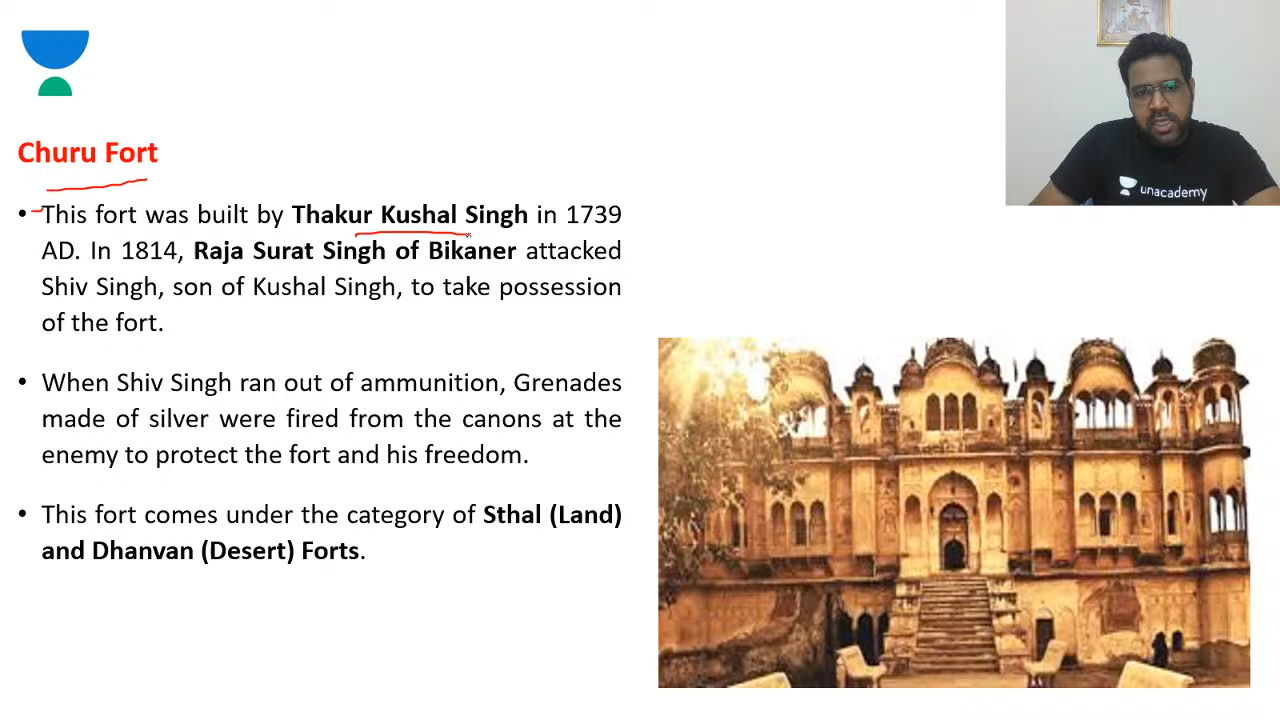 unacademy
Churu Fort
• This fort was built by Thakur Kushal Singh in 1739
AD. In 1814, Raja Surat Singh of Bikaner attacked
Shiv Singh, son of Kushal Singh, to take possession
of the fort.
• When Shiv Singh ran out of ammunition, Grenades
made of silver were fired from the canons at the
enemy to protect the fort and his freedom.
• This fort comes under the category of Sthal (Land)
and Dhanvan (Desert) Forts.